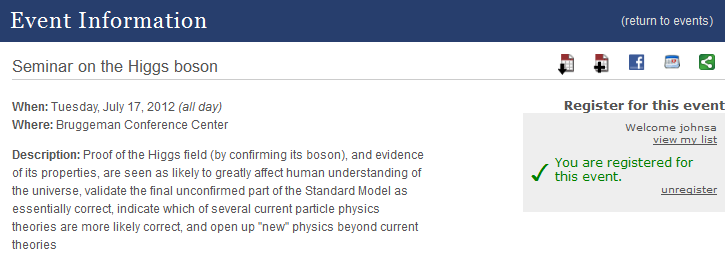 Event Information
(return to events)
Seminar on the Higgs boson
When: Tuesday, July 17, 2012 (all day)
Where: Bruggeman Conference Center
Description: Proof of the Higgs field (by confirming its boson), and evidence
of its properties, are seen as likely to greatly affect human understanding of
the universe, validate the final unconfirmed part of the Standard Model as
essentially correct, indicate which of several current particle physics
theories are more likely correct, and open up "new" physics beyond current
theories
Register for this event
Welcome johnsa
view my list
You are registered for
this event.
unregister